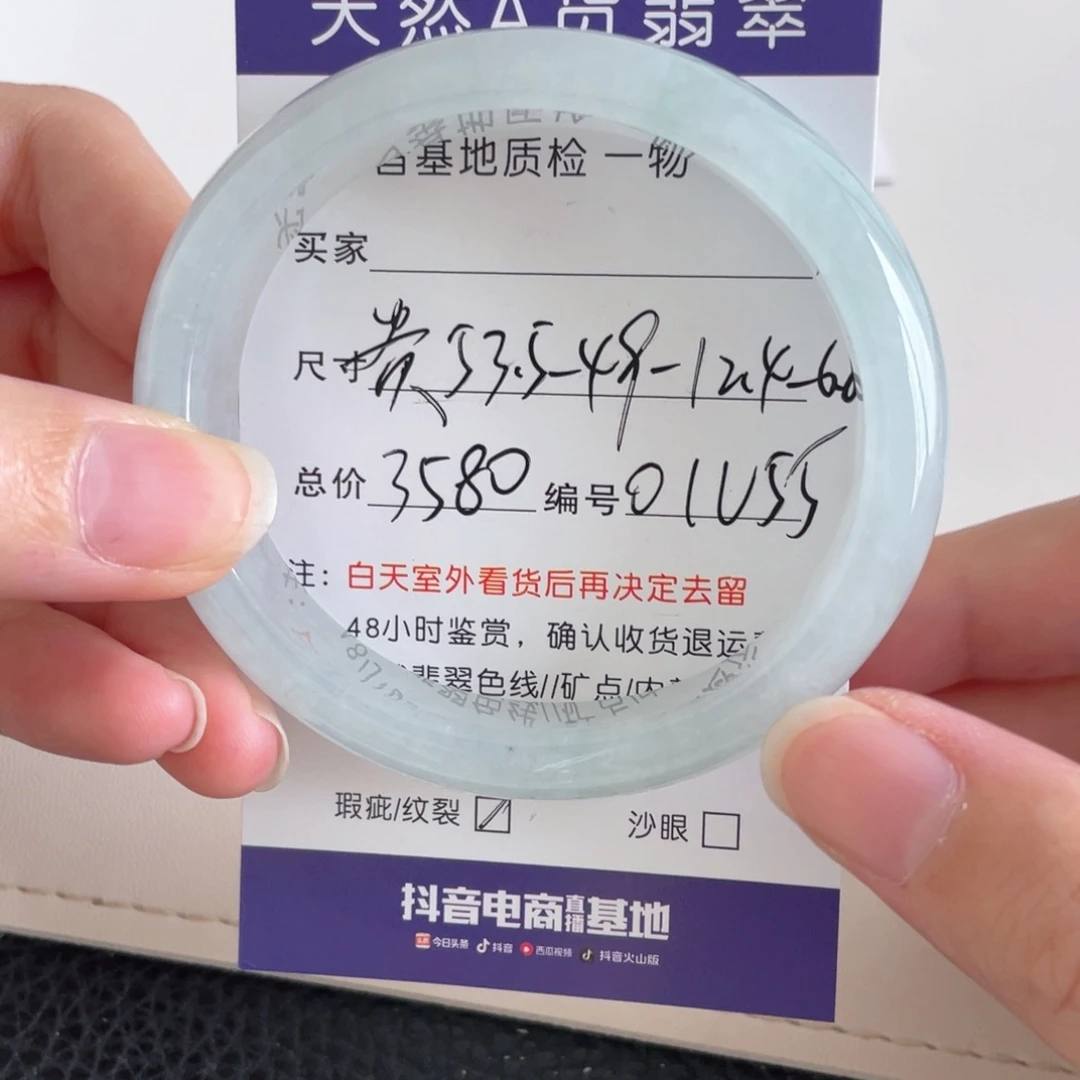 天然A货翡翠
基地质检 一物
买家
尺寸 贵 53.5-49-12.4-6.8
总价 3580 编号 01U55
注：白天室外看货后再决定去留
48小时鉴赏，确认收货退运
翡翠色线//矿点/内
瑕疵/纹裂 沙眼
抖音电商直播基地
今日头条 抖音 西瓜视频 抖音火山版